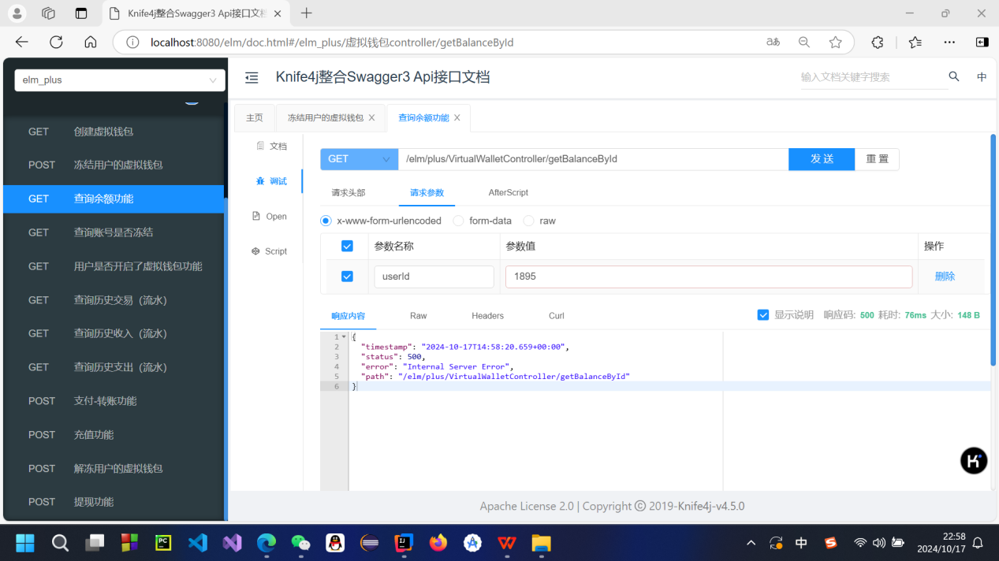 Knife4j整合Swagger3 Api接口文档
localhost:8080/elm/doc.html#/elm_plus/虚拟钱包controller/getBalanceById
elm_plus
Knife4j整合Swagger3 Api接口文档
输入文档关键字搜索
中
GET 创建虚拟钱包
POST 冻结用户的虚拟钱包
GET 查询余额功能
GET 查询账号是否冻结
GET 用户是否开启了虚拟钱包功能
GET 查询历史交易（流水）
GET 查询历史收入（流水）
GET 查询历史支出（流水）
POST 支付-转账功能
POST 充值功能
POST 解冻用户的虚拟钱包
POST 提现功能
主页
冻结用户的虚拟钱包
查询余额功能
文档
调试
Open
Script
GET /elm/plus/VirtualWalletController/getBalanceById 发 送 重 置
请求头部 请求参数 AfterScript
x-www-form-urlencoded form-data raw
参数名称 参数值 操作
userId 1895 删除
响应内容 Raw Headers Curl 显示说明 响应码: 500 耗时: 76ms 大小: 148 B
1 {
2 "timestamp": "2024-10-17T14:58:20.659+00:00",
3 "status": 500,
4 "error": "Internal Server Error",
5 "path": "/elm/plus/VirtualWalletController/getBalanceById"
6 }
Apache License 2.0 | Copyright © 2019-Knife4j-v4.5.0
中
22:58
2024/10/17